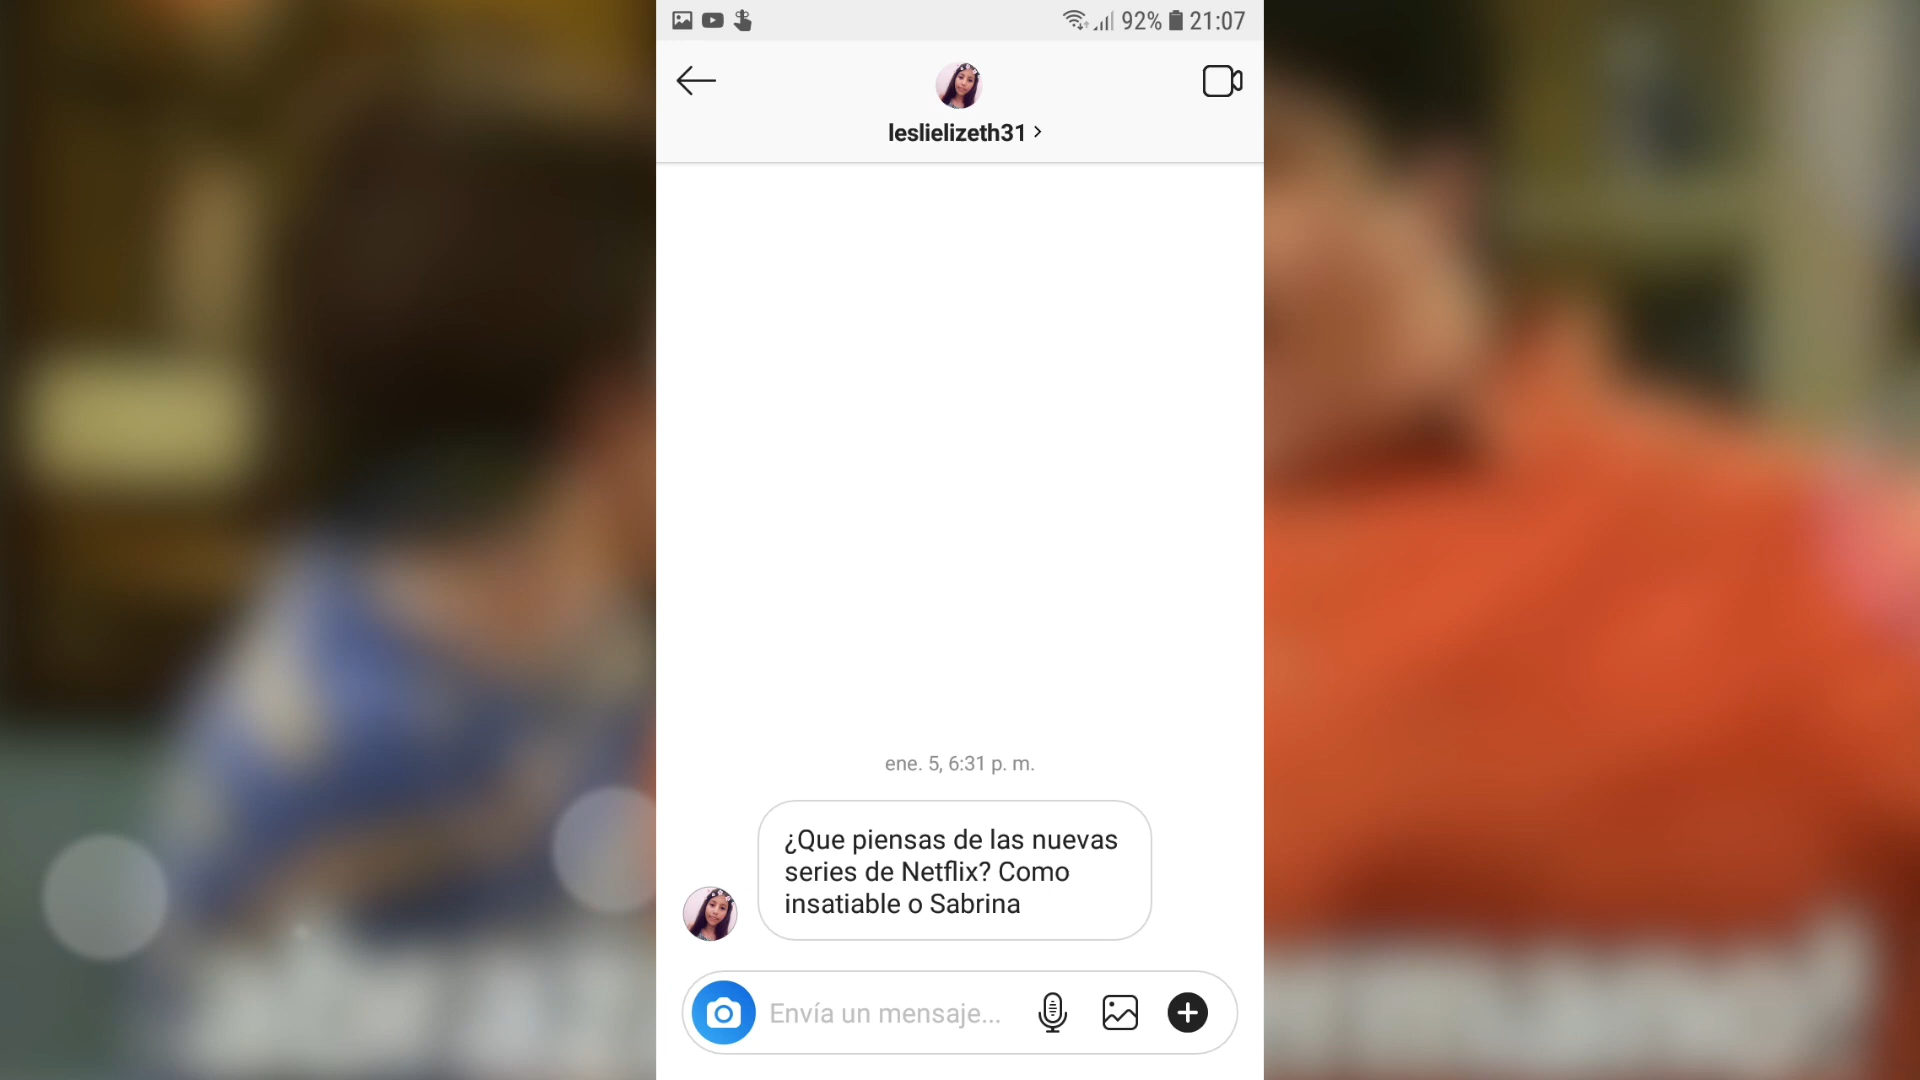 92% 21:07
leslielizeth31
ene. 5, 6:31 p. m.
¿Que piensas de las nuevas
series de Netflix? Como
insatiable o Sabrina
Envía un mensaje...